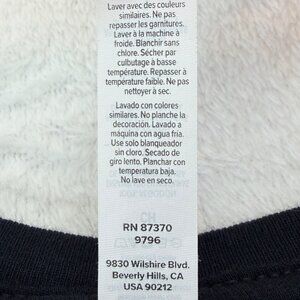 Laver avec des couleurs
similaires. Ne pas
repasser les garnitures.
Laver à la machine à
froide. Blanchir sans
chlore. Sécher par
culbutage à basse
température. Repasser à
température faible. Ne pas
nettoyer à sec.
Lavado con colores
similares. No planche la
decoración. Lavado a
máquina con agua fría.
Use solo blanqueado
sin cloro, Secado de
giro lento. Planchar con
temperatura baja.
No lave en seco.
RN 87370
9796
9830 Wilshire Blvd.
Beverly Hills, CA
USA 90212